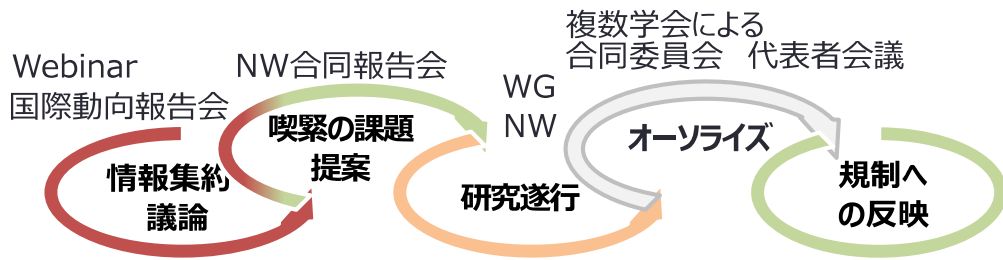 Webinar
国際動向報告会
情報集約
議論
NW合同報告会
喫緊の課題
提案
WG
NW
研究遂行
複数学会による
合同委員会　代表者会議
オーソライズ
規制へ
の反映